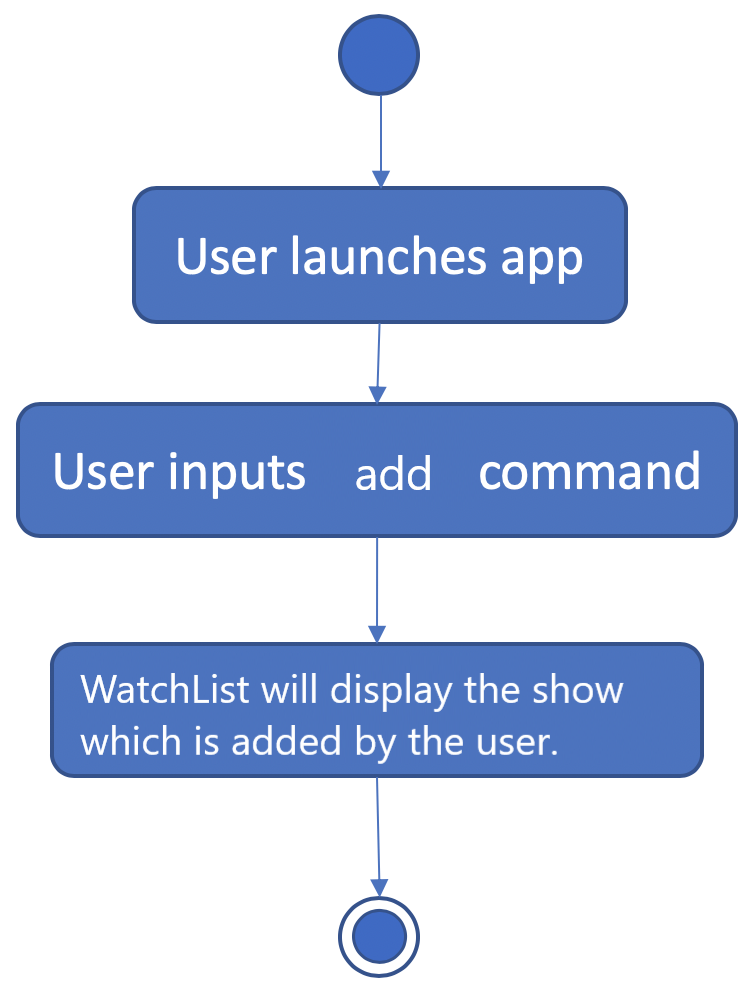 User launches app
User inputs add command
WatchList will display the show
which is added by the user.